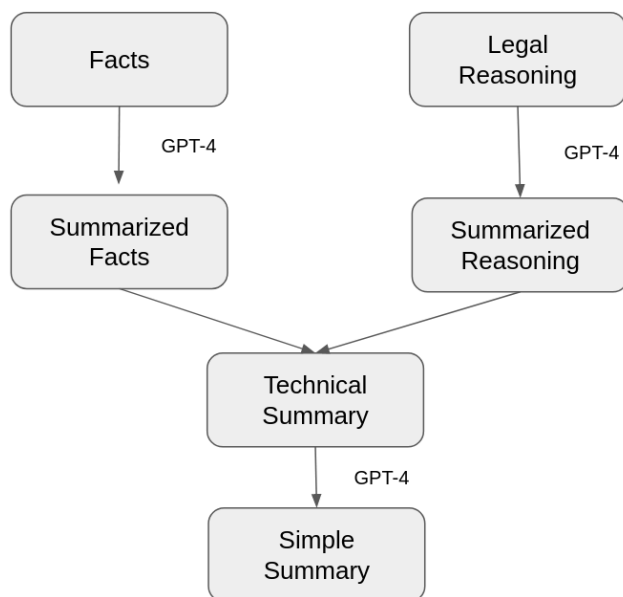 Facts
Legal
Reasoning
GPT-4
GPT-4
Summarized
Facts
Summarized
Reasoning
Technical
Summary
GPT-4
Simple
Summary